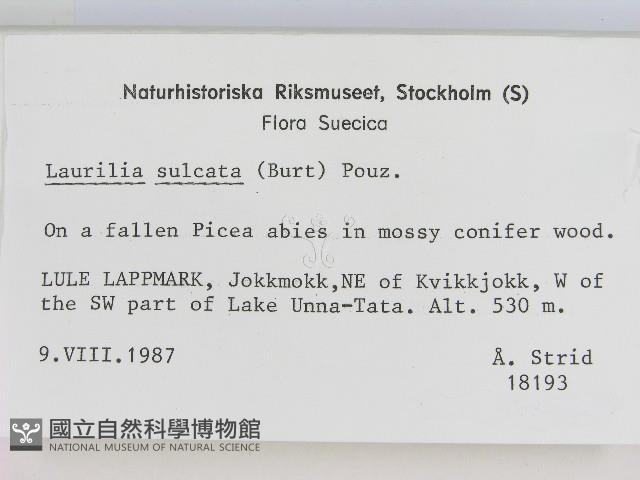 Naturhistoriska Riksmuseet, Stockholm (S)
Flora Suecica
Laurilia sulcata (Burt) Pouz.
On a fallen Picea abies in mossy conifer wood.
LULE LAPPMARK, Jokkmokk,NE of Kvikkjokk, W of
the SW part of Lake Unna-Tata. Alt. 530 m.
9.VIII.1987
Å. Strid
18193
國立自然科學博物館
NATIONAL MUSEUM OF NATURAL SCIENCE